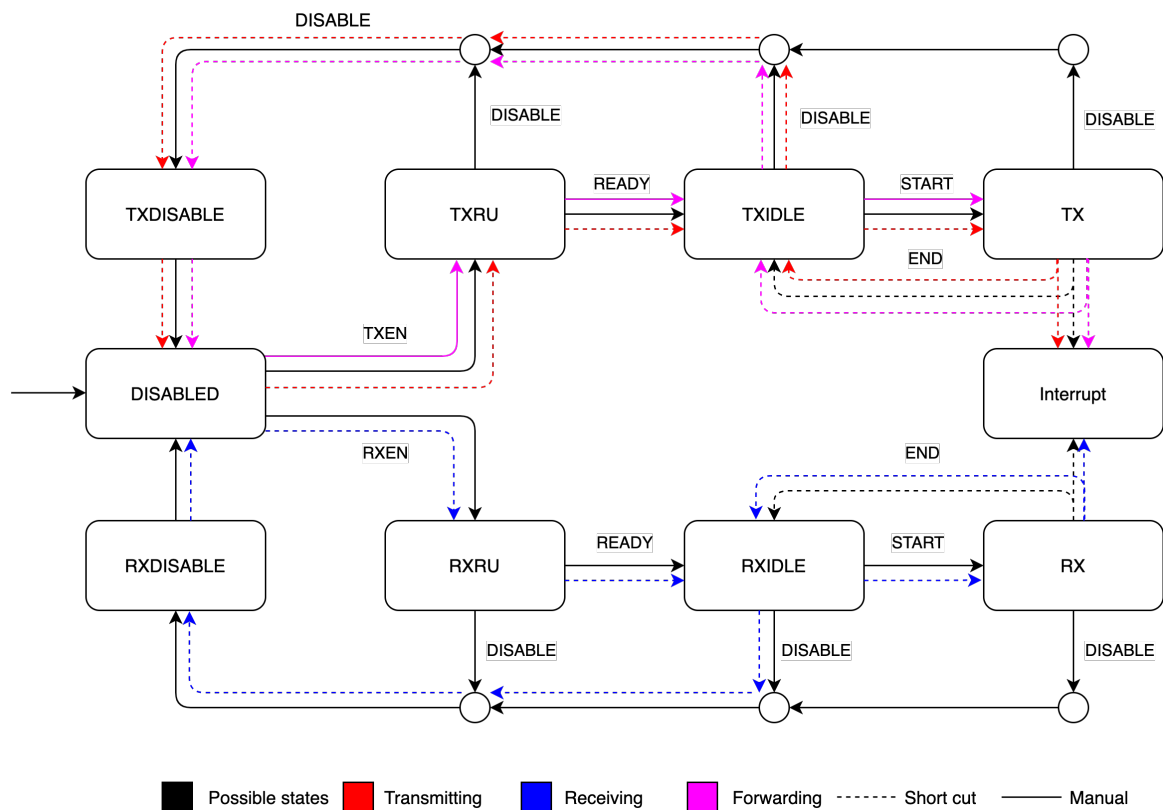 DISABLE
DISABLE
DISABLE
DISABLE
READY
START
TXDISABLE
TXRU
TXIDLE
TX
END
TXEN
DISABLED
Interrupt
RXEN
END
READY
START
RXDISABLE
RXRU
RXIDLE
RX
DISABLE
DISABLE
DISABLE
Possible states
Transmitting
Receiving
Forwarding
Short cut
Manual